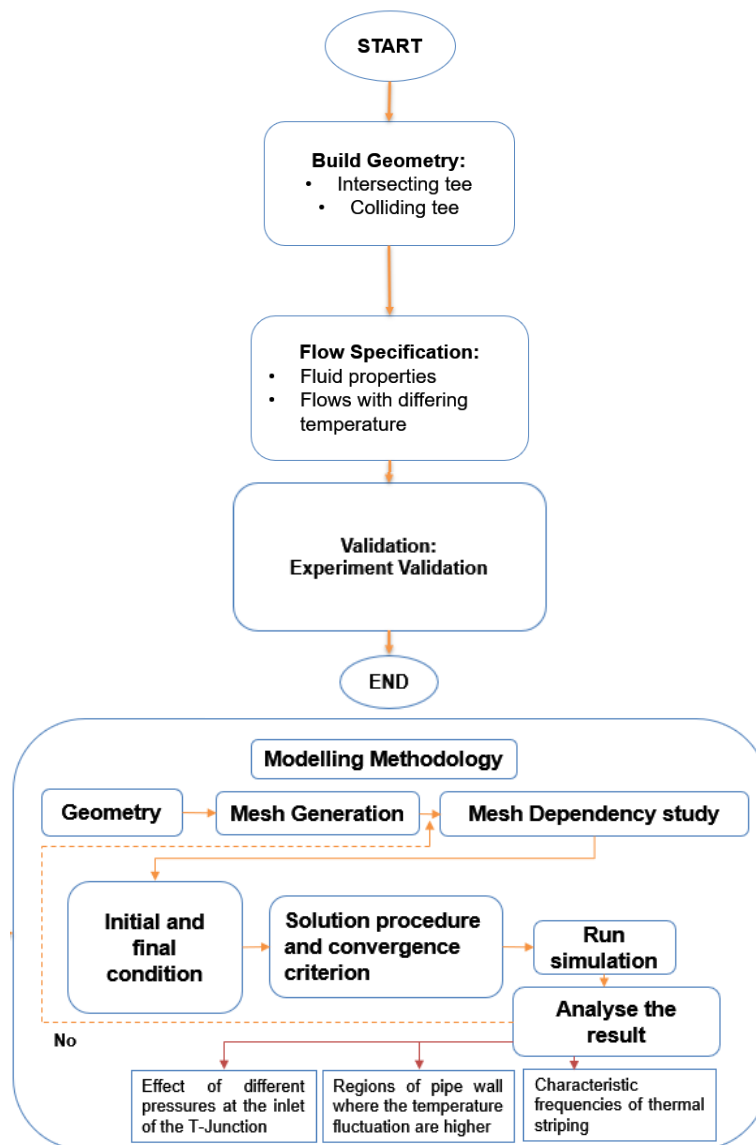 START
Build Geometry:
• Intersecting tee
• Colliding tee
Flow Specification:
• Fluid properties
• Flows with differing
temperature
Validation:
Experiment Validation
END
Modelling Methodology
Geometry
Mesh Generation
Mesh Dependency study
Initial and
final
condition
Solution procedure
and convergence
criterion
Run
simulation
Analyse the
result
No
Effect of different
pressures at the inlet
of the T-Junction
Regions of pipe wall
where the temperature
fluctuation are higher
Characteristic
frequencies of thermal
striping